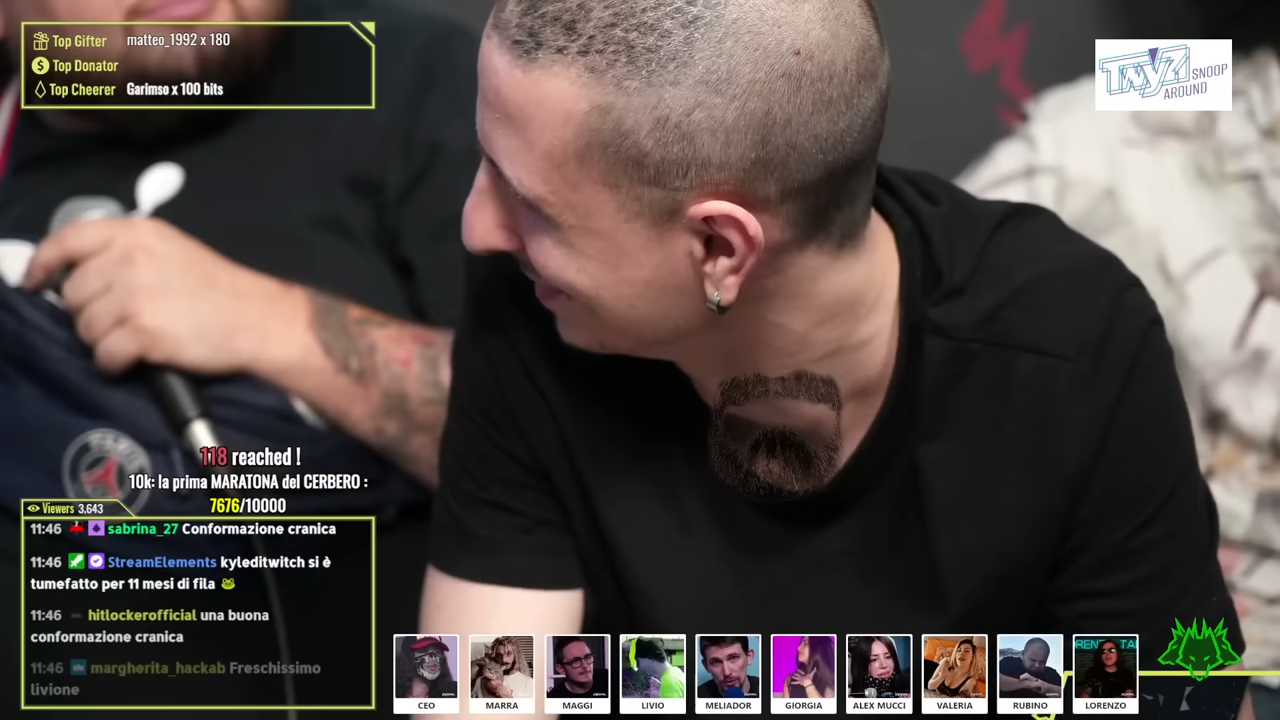 Top Gifter matteo_1992 x 180
Top Donator
Top Cheerer Garimso x 100 bits
TMYZ SNOOP
AROUND
118 reached !
10k: la prima MARATONA del CERBERO :
7676/10000
Viewers 3,643
11:46 sabrina_27 Conformazione cranica
11:46 StreamElements kyleditwitch si è
tumefatto per 11 mesi di fila
11:46 hitlockerofficial una buona
conformazione cranica
11:46 margherita_hackab Freschissimo
livione
CEO MARRA MAGGI LIVIO MELIADOR GIORGIA ALEX MUCCI VALERIA RUBINO LORENZO